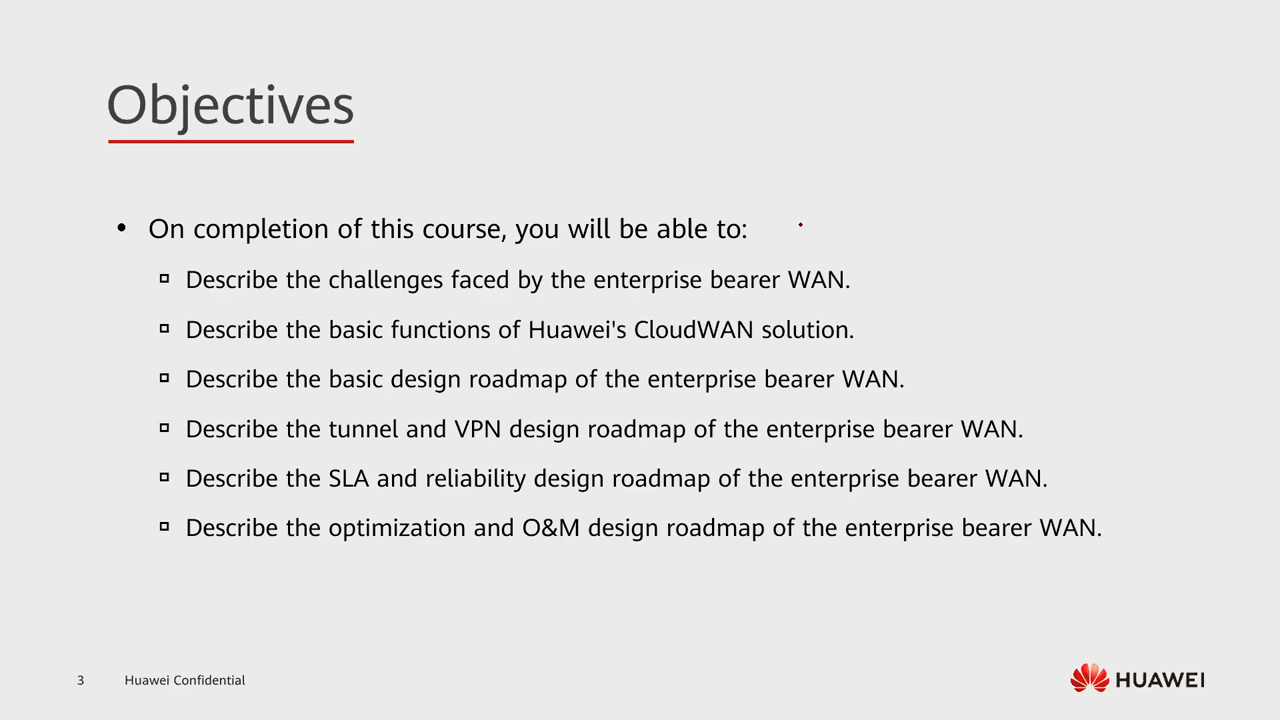 Objectives
• On completion of this course, you will be able to:
▫ Describe the challenges faced by the enterprise bearer WAN.
▫ Describe the basic functions of Huawei's CloudWAN solution.
▫ Describe the basic design roadmap of the enterprise bearer WAN.
▫ Describe the tunnel and VPN design roadmap of the enterprise bearer WAN.
▫ Describe the SLA and reliability design roadmap of the enterprise bearer WAN.
▫ Describe the optimization and O&M design roadmap of the enterprise bearer WAN.
3 Huawei Confidential
HUAWEI